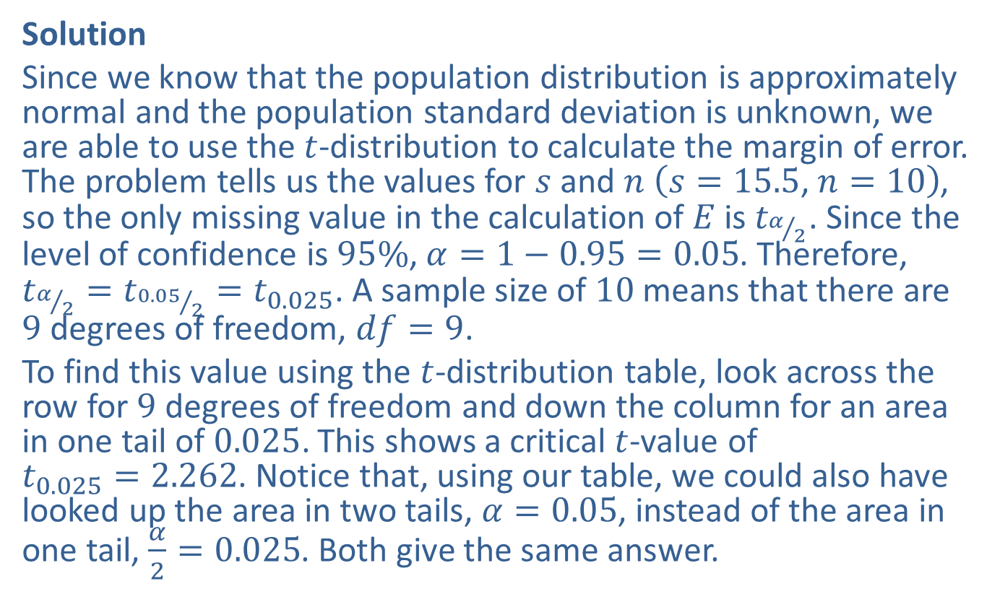 Solution
Since we know that the population distribution is approximately
normal and the population standard deviation is unknown, we
are able to use the t-distribution to calculate the margin of error.
The problem tells us the values for s and n (s = 15.5, n = 10),
so the only missing value in the calculation of E is t_{α/2}. Since the
level of confidence is 95%, α = 1 − 0.95 = 0.05. Therefore,
t_{α/2} = t_{0.05/2} = t_{0.025}. A sample size of 10 means that there are
9 degrees of freedom, df = 9.
To find this value using the t-distribution table, look across the
row for 9 degrees of freedom and down the column for an area
in one tail of 0.025. This shows a critical t-value of
t_{0.025} = 2.262. Notice that, using our table, we could also have
looked up the area in two tails, α = 0.05, instead of the area in
one tail, α/2 = 0.025. Both give the same answer.